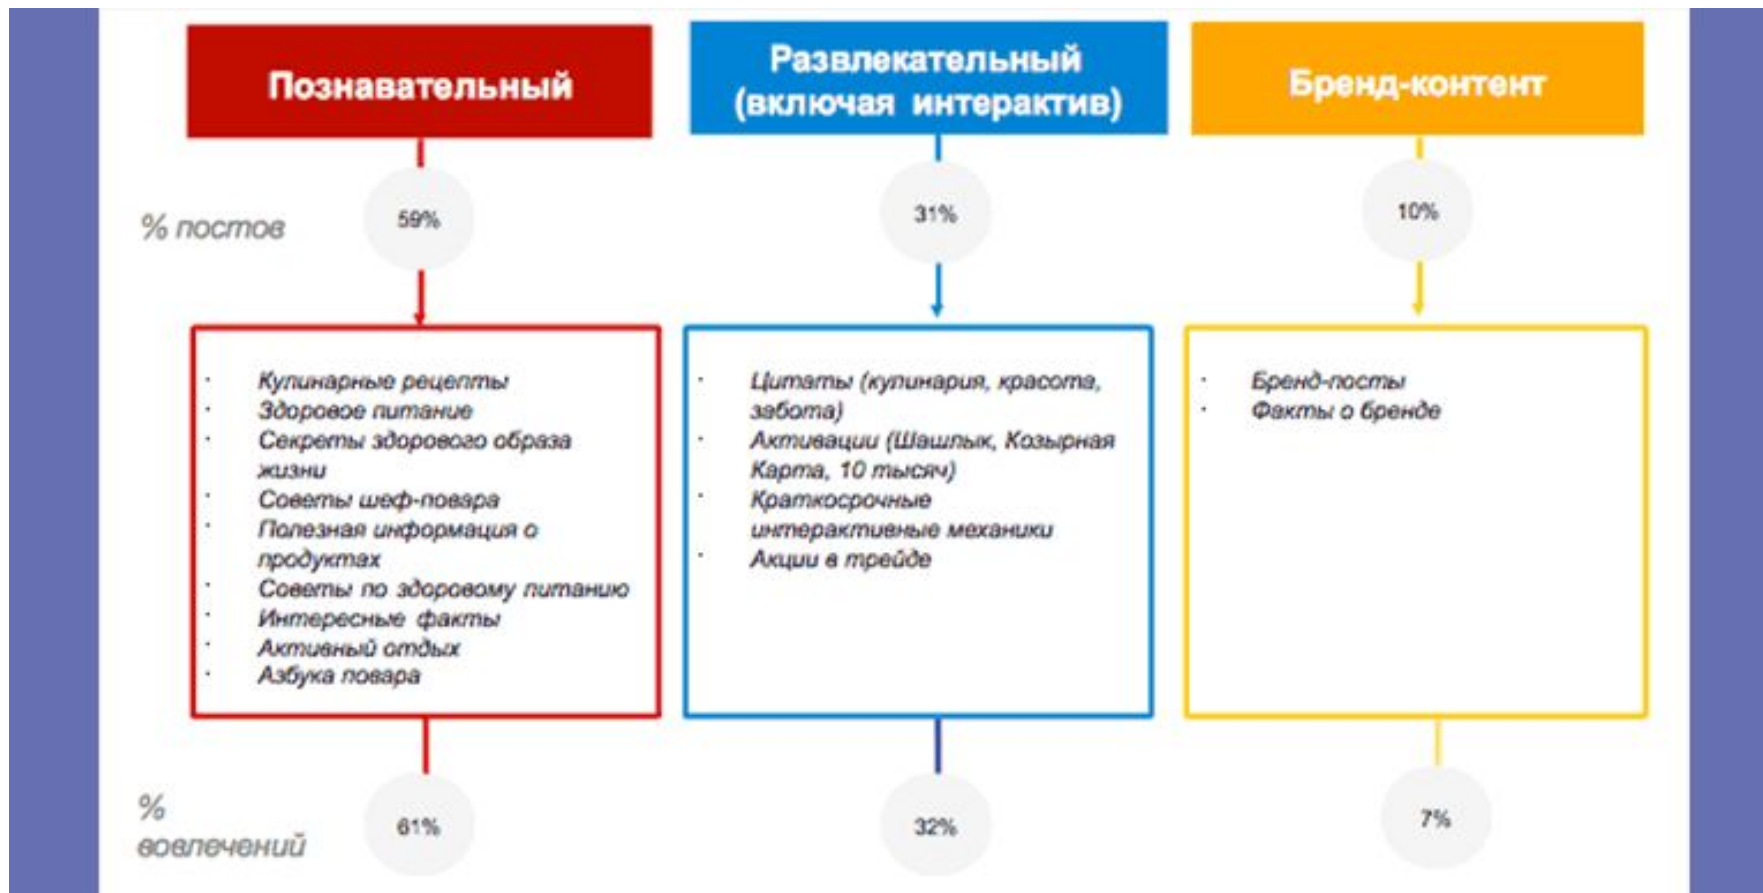 Познавательный
Развлекательный
(включая интерактив)
Бренд-контент
% постов
59%
31%
10%
· Кулинарные рецепты
· Здоровое питание
· Секреты здорового образа
жизни
· Советы шеф-повара
· Полезная информация о
продуктах
· Советы по здоровому питанию
· Интересные факты
· Активный отдых
· Азбука повара
· Цитаты (кулинария, красота,
забота)
· Активации (Шашлык, Козырная
Карта, 10 тысяч)
· Краткосрочные
интерактивные механики
· Акции в трейде
· Бренд-посты
· Факты о бренде
%
вовлечений
61%
32%
7%